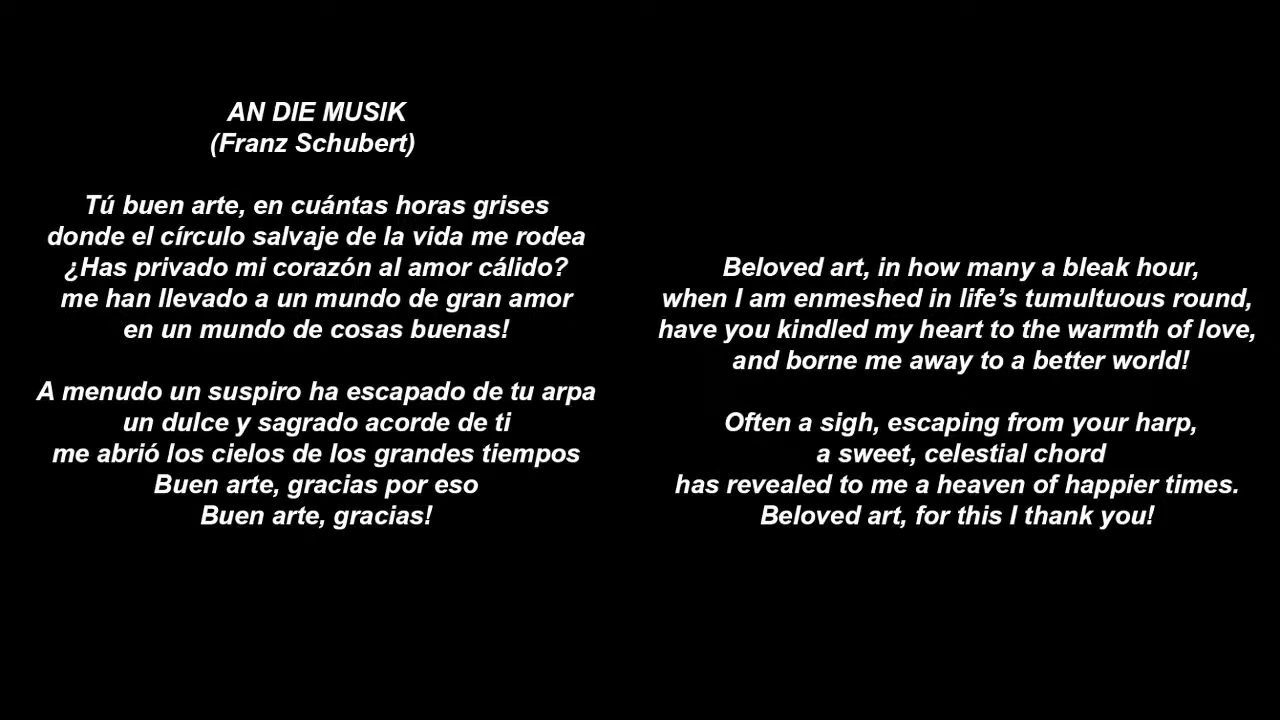 AN DIE MUSIK
(Franz Schubert)
Tú buen arte, en cuántas horas grises
donde el círculo salvaje de la vida me rodea
¿Has privado mi corazón al amor cálido?
me han llevado a un mundo de gran amor
en un mundo de cosas buenas!
A menudo un suspiro ha escapado de tu arpa
un dulce y sagrado acorde de ti
me abrió los cielos de los grandes tiempos
Buen arte, gracias por eso
Buen arte, gracias!
Beloved art, in how many a bleak hour,
when I am enmeshed in life’s tumultuous round,
have you kindled my heart to the warmth of love,
and borne me away to a better world!
Often a sigh, escaping from your harp,
a sweet, celestial chord
has revealed to me a heaven of happier times.
Beloved art, for this I thank you!